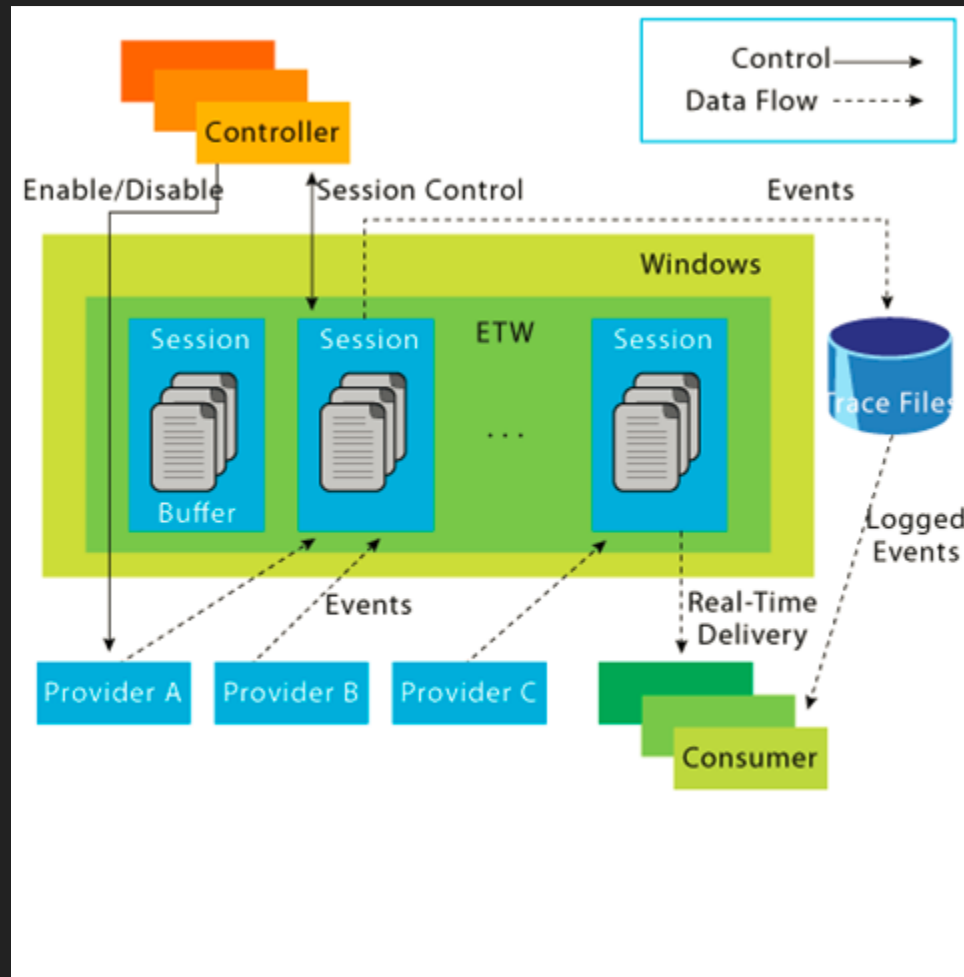 Control
Data Flow
Controller
Enable/Disable
Session Control
Events
Windows
Session
Session
ETW
Session
...
Trace Files
Buffer
Logged
Events
Events
Real-Time
Delivery
Provider A
Provider B
Provider C
Consumer